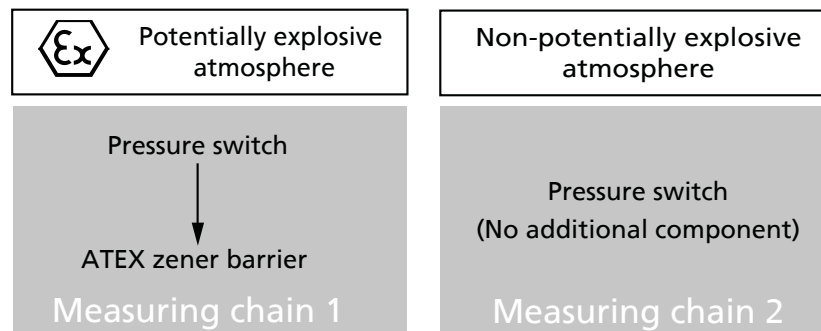 Ex
Potentially explosive
atmosphere
Pressure switch
ATEX zener barrier
Measuring chain 1
Non-potentially explosive
atmosphere
Pressure switch
(No additional component)
Measuring chain 2